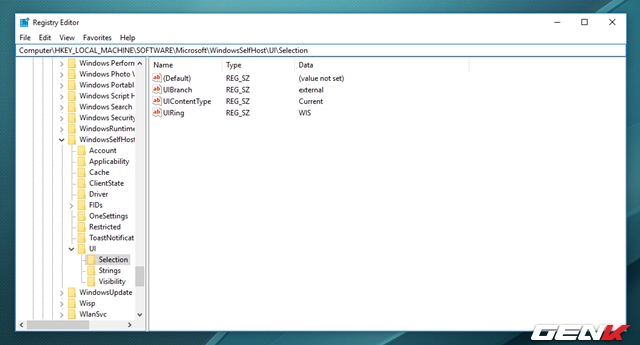 Registry Editor
File Edit View Favorites Help
Computer\HKEY_LOCAL_MACHINE\SOFTWARE\Microsoft\WindowsSelfHost\UI\Selection
Windows Perform
Windows Photo V
Windows Portabl
Windows Script H
Windows Search
Windows Security
WindowsRuntime
WindowsSelfHost
Account
Applicability
Cache
ClientState
Driver
FIDs
OneSettings
Restricted
ToastNotificat
UI
Selection
Strings
Visibility
WindowsUpdate
Wisp
WlanSvc
Name Type Data
(Default) REG_SZ (value not set)
UIBranch REG_SZ external
UIContentType REG_SZ Current
UIRing REG_SZ WIS
GENK